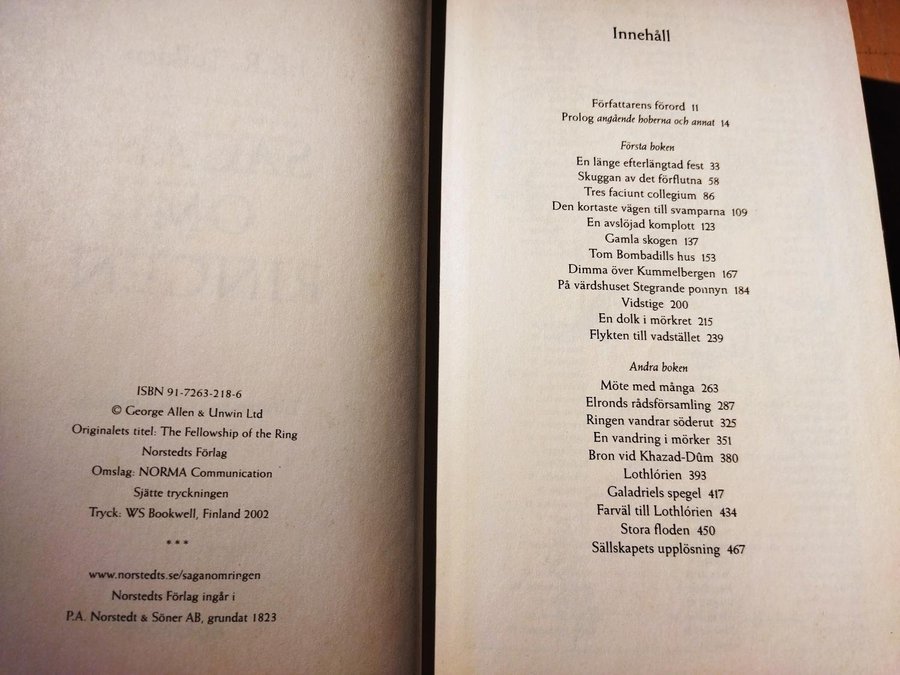 ISBN 91-7263-218-6
© George Allen & Unwin Ltd
Originalets titel: The Fellowship of the Ring
Norstedts Förlag
Omslag: NORMA Communication
Sjätte tryckningen
Tryck: WS Bookwell, Finland 2002
* * *
www.norstedts.se/saganomringen
Norstedts Förlag ingår i
P.A. Norstedt & Söner AB, grundat 1823
Innehåll
Författarens förord 11
Prolog angående hoberna och annat 14
Första boken
En länge efterlängtad fest 33
Skuggan av det förflutna 58
Tres faciunt collegium 86
Den kortaste vägen till svamparna 109
En avslöjad komplott 123
Gamla skogen 137
Tom Bombadills hus 153
Dimma över Kummelbergen 167
På värdshuset Stegrande ponnyn 184
Vidstige 200
En dolk i mörkret 215
Flykten till vadstället 239
Andra boken
Möte med många 263
Elronds rådsförsamling 287
Ringen vandrar söderut 325
En vandring i mörker 351
Bron vid Khazad-Dûm 380
Lothlórien 393
Galadriels spegel 417
Farväl till Lothlórien 434
Stora floden 450
Sällskapets upplösning 467